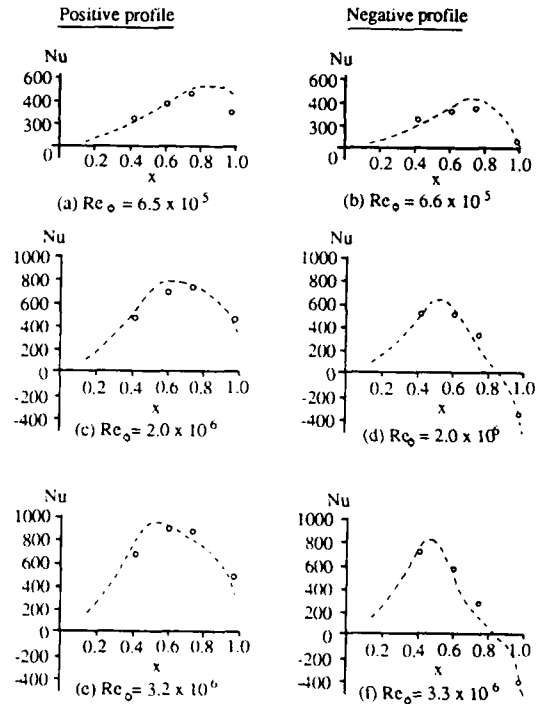 Positive profile
Negative profile
Nu
600
400
300
0
0.2 0.4 0.6 0.8 1.0
x
(a) Re₀ = 6.5 x 10⁵
Nu
600
400
300
0
0.2 0.4 0.6 0.8 1.0
x
(b) Re₀ = 6.6 x 10⁵
Nu
1000
800
600
400
200
0
-200
-400
0.2 0.4 0.6 0.8 1.0
x
(c) Re₀ = 2.0 x 10⁶
Nu
1000
800
600
400
200
0
-200
-400
0.2 0.4 0.6 0.8 1.0
x
(d) Re₀ = 2.0 x 10⁶
Nu
1000
800
600
400
200
0
-200
-400
0.2 0.4 0.6 0.8 1.0
x
(e) Re₀ = 3.2 x 10⁶
Nu
1000
800
600
400
200
0
-200
-400
0.2 0.4 0.6 0.8 1.0
x
(f) Re₀ = 3.3 x 10⁶